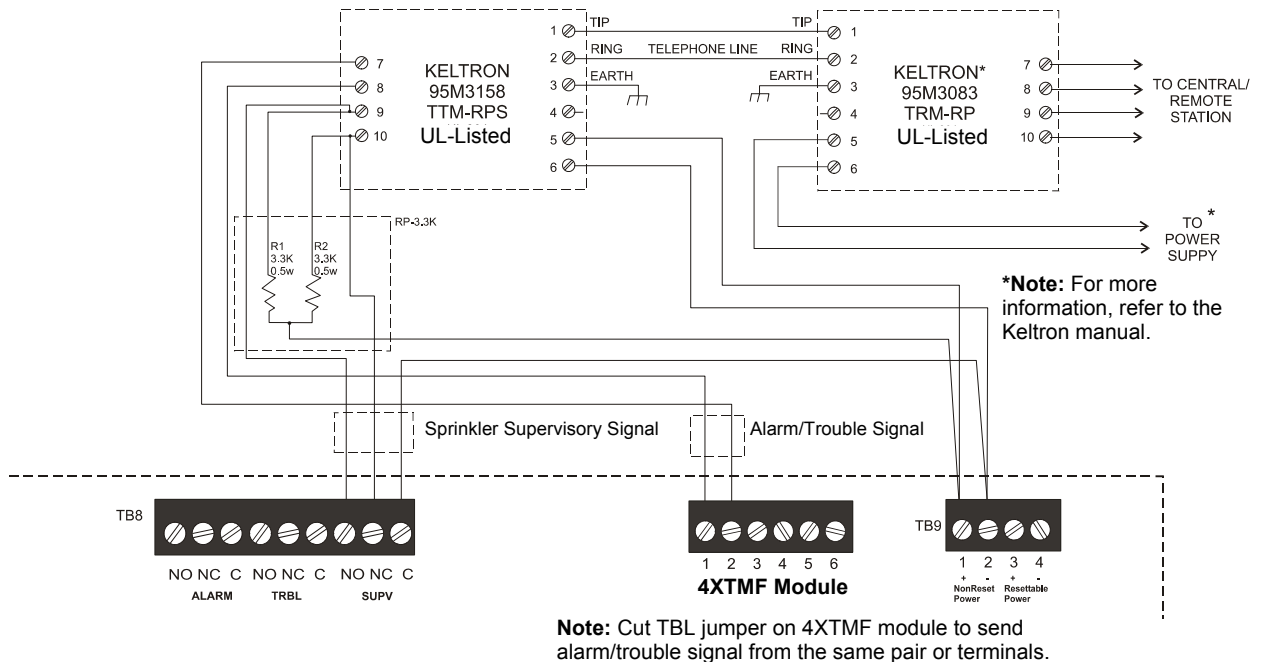 TIP TIP
1 1
RING TELEPHONE LINE RING
2 2
7 KELTRON EARTH EARTH KELTRON* 7
8 95M3158 3 3 95M3083 8
9 TTM-RPS 4 4 TRM-RP 9
10 UL-Listed 5 5 UL-Listed 10
6 6
TO CENTRAL/
REMOTE
STATION
RP-3.3K
R1 R2
3.3K 3.3K
0.5w 0.5w
TO *
POWER
SUPPY
*Note: For more
information, refer to the
Keltron manual.
Sprinkler Supervisory Signal Alarm/Trouble Signal
TB8
NO NC C NO NC C NO NC C
ALARM TRBL SUPV
1 2 3 4 5 6
4XTMF Module
TB9
1 2 3 4
+ - + -
NonReset Resettable
Power Power
Note: Cut TBL jumper on 4XTMF module to send
alarm/trouble signal from the same pair or terminals.